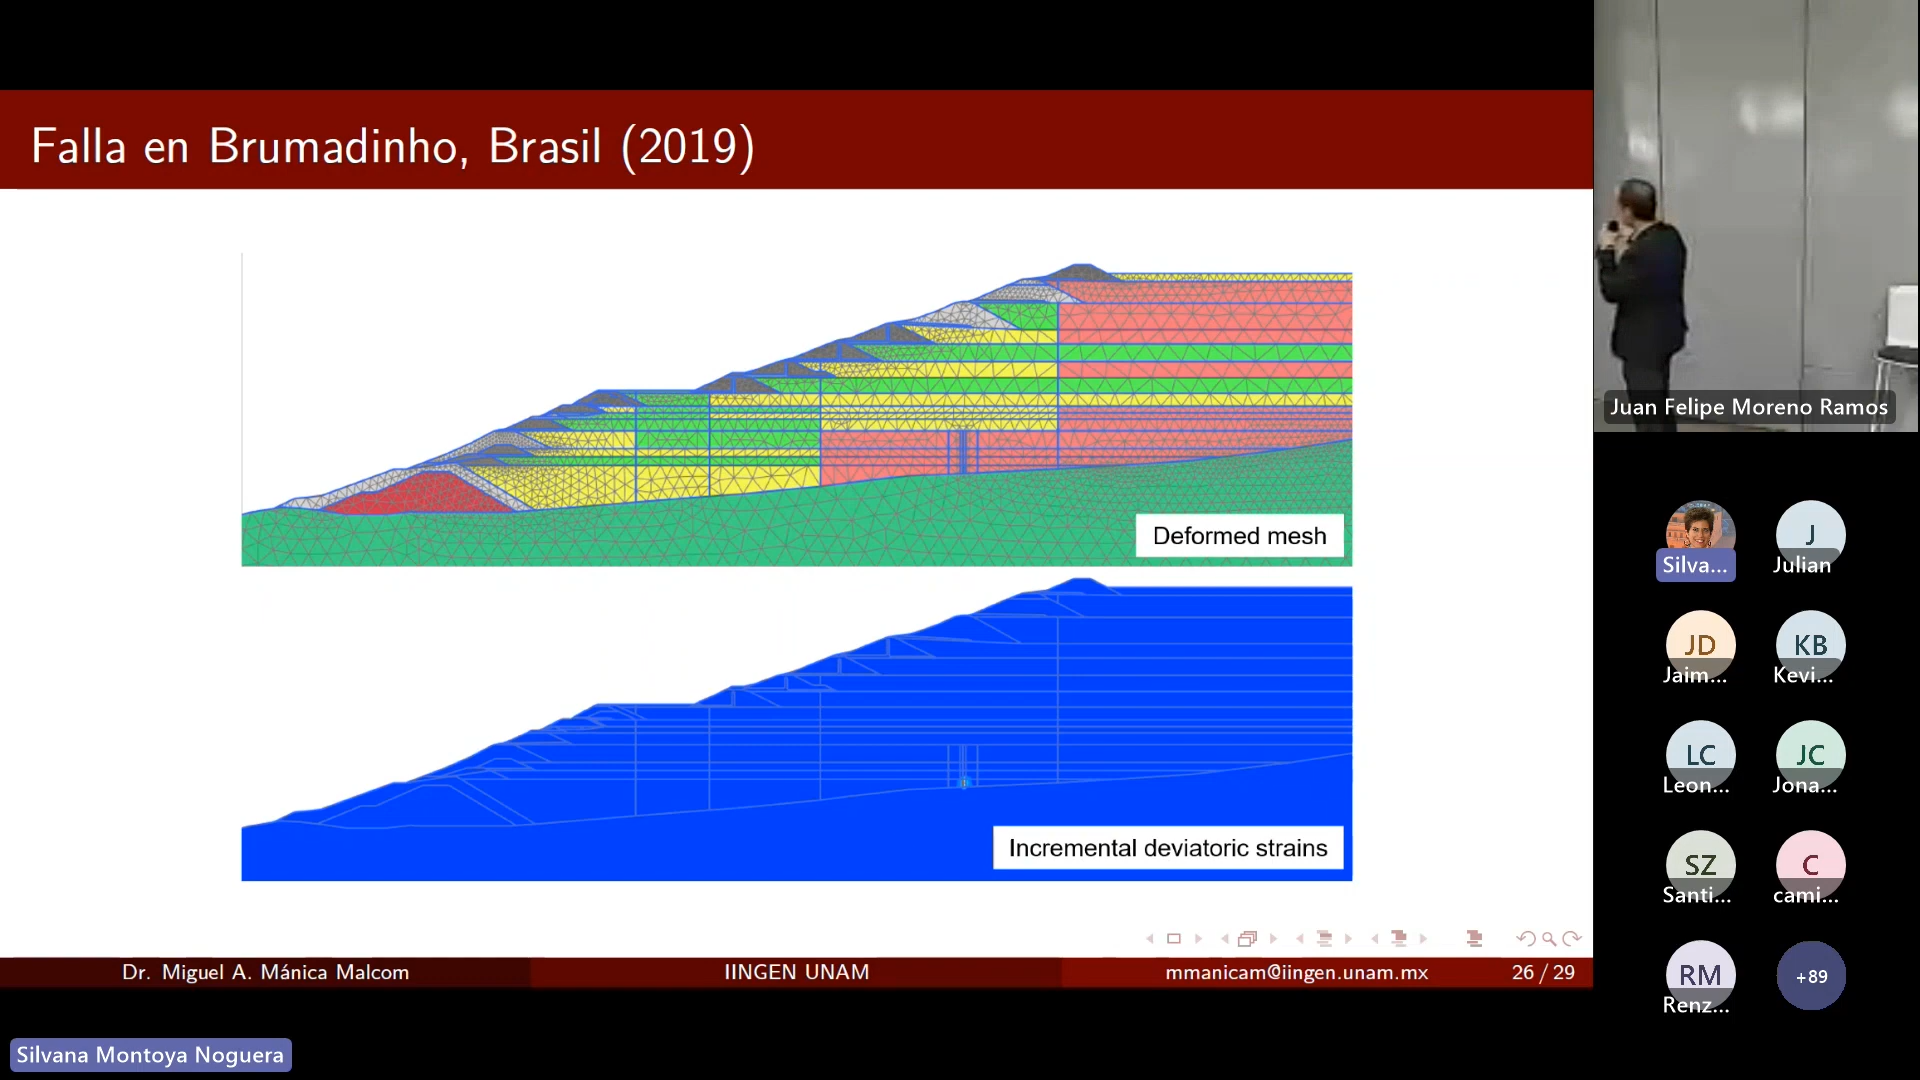 Falla en Brumadinho, Brasil (2019)
Deformed mesh
Incremental deviatoric strains
Dr. Miguel A. Mánica Malcom
IINGEN UNAM
mmanicam@iingen.unam.mx
26 / 29
Juan Felipe Moreno Ramos
Silva...
J
Julian
JD
Jaim...
KB
Kevi...
LC
Leon...
JC
Jona...
SZ
Santi...
C
cami...
RM
Renz...
+89
Silvana Montoya Noguera